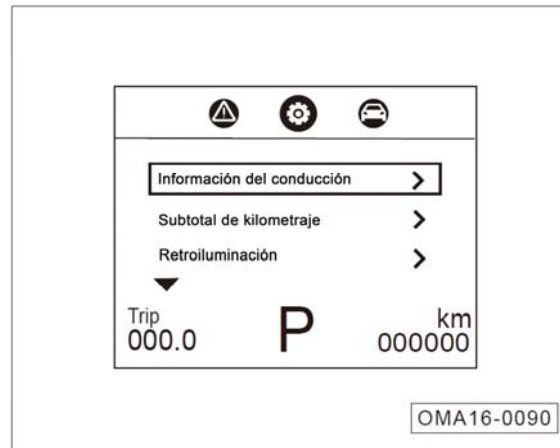 Información del conducción
Subtotal de kilometraje
Retroiluminación
Trip
000.0
P
km
000000
OMA16-0090